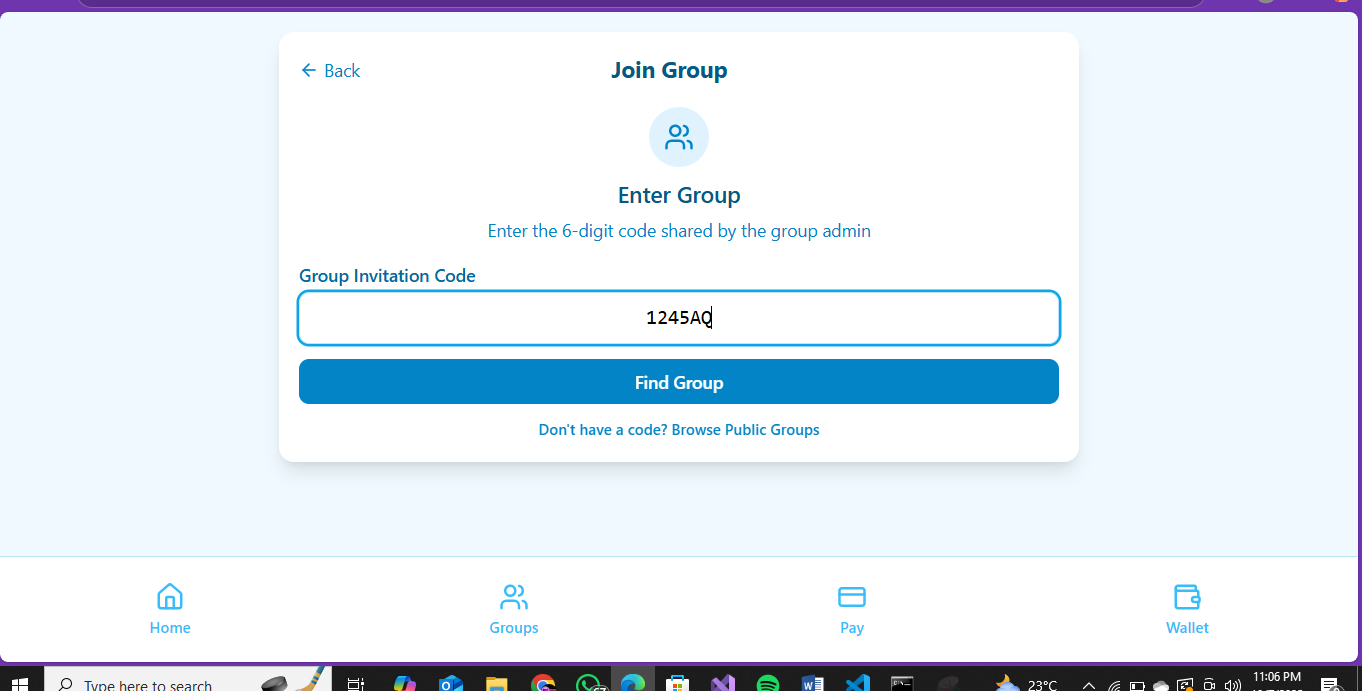 Back
Join Group
Enter Group
Enter the 6-digit code shared by the group admin
Group Invitation Code
1245AQ
Find Group
Don't have a code? Browse Public Groups
Home
Groups
Pay
Wallet
Type here to search
23°C
11:06 PM